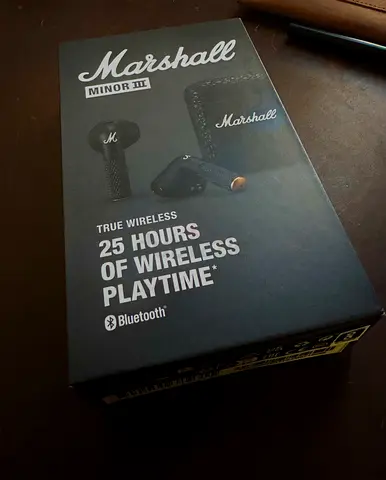 Marshall
MINOR III
M
Marshall
TRUE WIRELESS
25 HOURS
OF WIRELESS
PLAYTIME*
Bluetooth®